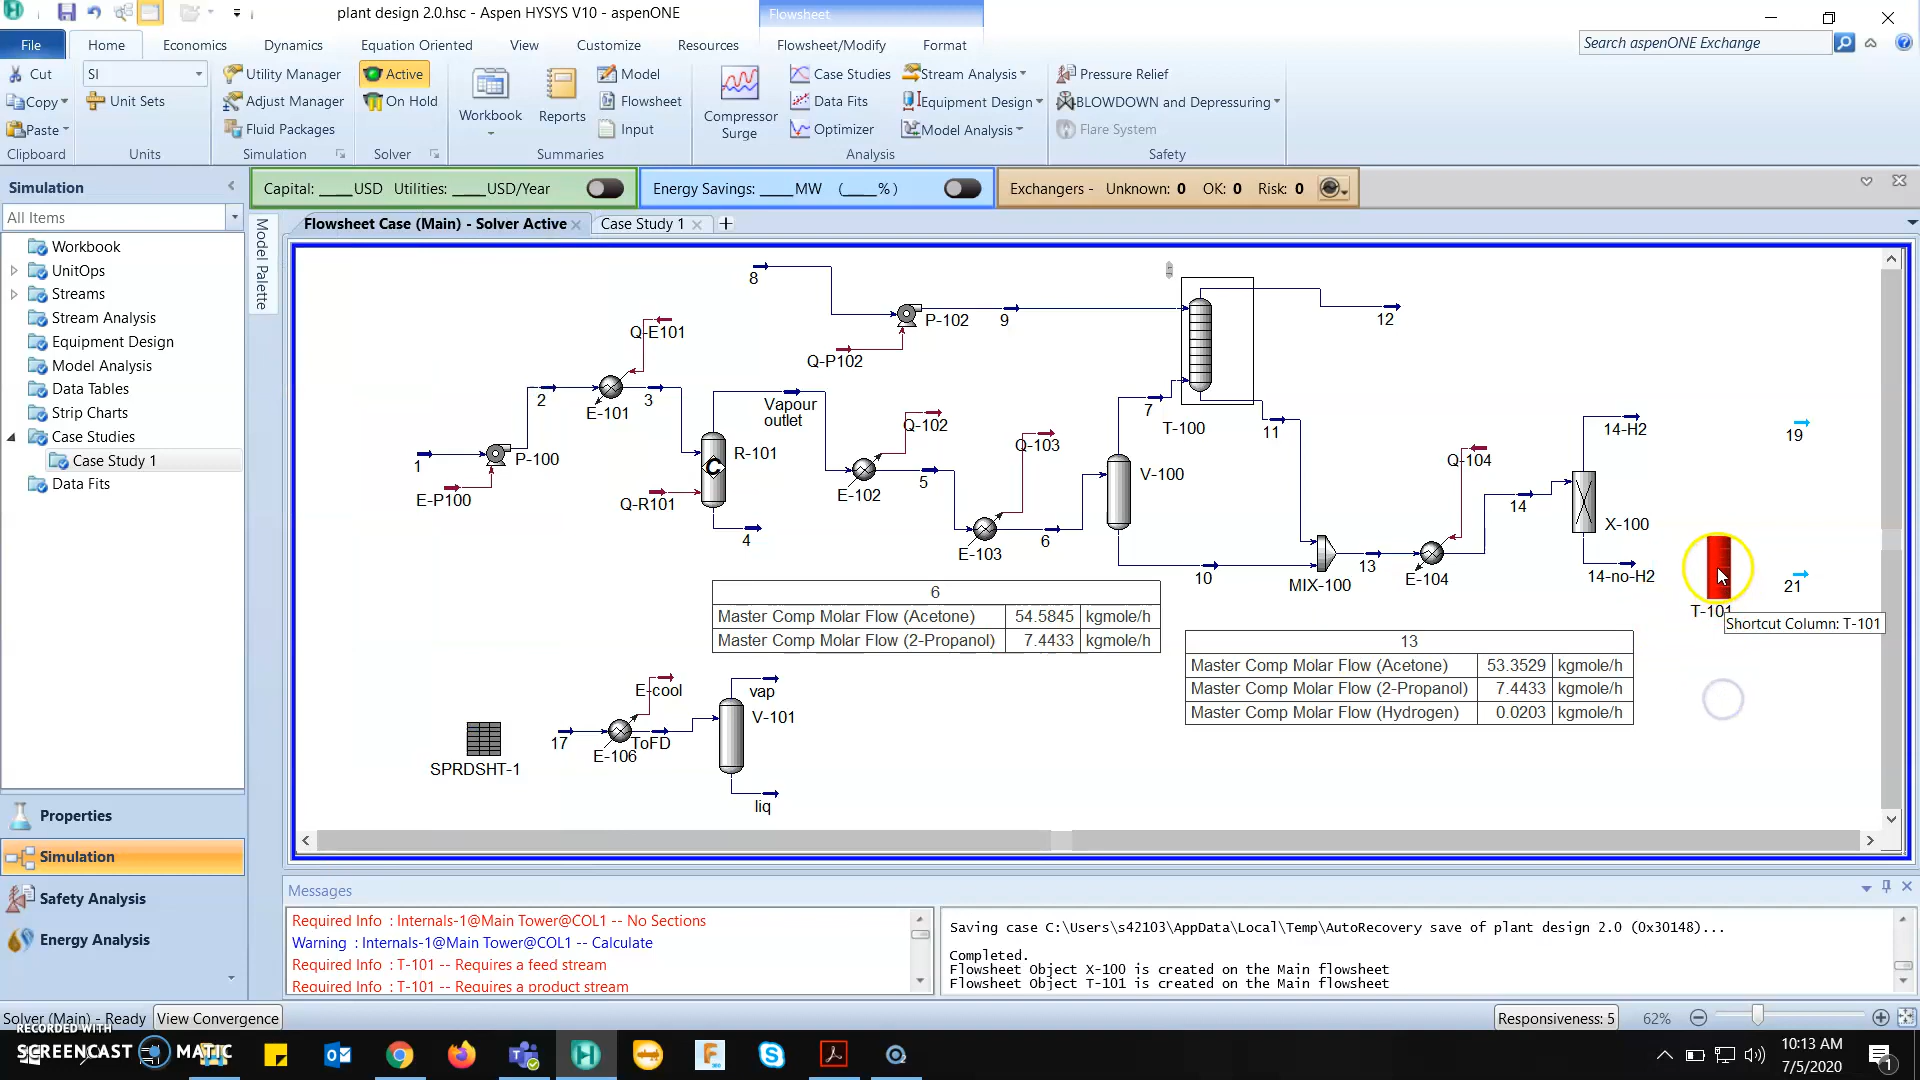 plant design 2.0.hsc - Aspen HYSYS V10 - aspenONE
Flowsheet
File
Home
Economics
Dynamics
Equation Oriented
View
Customize
Resources
Flowsheet/Modify
Format
Search aspenONE Exchange
Cut
Copy
Paste
Clipboard
SI
Unit Sets
Units
Utility Manager
Adjust Manager
Fluid Packages
Simulation
Active
On Hold
Solver
Workbook
Reports
Model
Flowsheet
Input
Summaries
Compressor
Surge
Case Studies
Data Fits
Optimizer
Stream Analysis
Equipment Design
Model Analysis
Analysis
Pressure Relief
BLOWDOWN and Depressuring
Flare System
Safety
Simulation
Capital: ____USD Utilities: ____USD/Year
Energy Savings: ____MW (____%)
Exchangers - Unknown: 0 OK: 0 Risk: 0
All Items
Workbook
UnitOps
Streams
Stream Analysis
Equipment Design
Model Analysis
Data Tables
Strip Charts
Case Studies
Case Study 1
Data Fits
Properties
Simulation
Safety Analysis
Energy Analysis
Model Palette
Flowsheet Case (Main) - Solver Active
Case Study 1
8
P-102
9
12
Q-P102
Q-E101
2
E-101
3
Vapour
outlet
Q-102
Q-103
7
T-100
11
14-H2
19
1
P-100
E-P100
R-101
Q-R101
4
E-102
5
E-103
6
V-100
10
MIX-100
13
Q-104
E-104
14
X-100
14-no-H2
T-101
21
Shortcut Column: T-101
6
Master Comp Molar Flow (Acetone) 54.5845 kgmole/h
Master Comp Molar Flow (2-Propanol) 7.4433 kgmole/h
13
Master Comp Molar Flow (Acetone) 53.3529 kgmole/h
Master Comp Molar Flow (2-Propanol) 7.4433 kgmole/h
Master Comp Molar Flow (Hydrogen) 0.0203 kgmole/h
SPRDSHT-1
17
E-cool
E-106
ToFD
vap
V-101
liq
Messages
Required Info : Internals-1@Main Tower@COL1 -- No Sections
Warning : Internals-1@Main Tower@COL1 -- Calculate
Required Info : T-101 -- Requires a feed stream
Required Info : T-101 -- Requires a product stream
Saving case C:\Users\s42103\AppData\Local\Temp\AutoRecovery save of plant design 2.0 (0x30148)...
Completed.
Flowsheet Object X-100 is created on the Main flowsheet
Flowsheet Object T-101 is created on the Main flowsheet
Solver (Main) - Ready
View Convergence
Responsiveness: 5
62%
RECORDED WITH
SCREENCAST MATIC
10:13 AM
7/5/2020
1